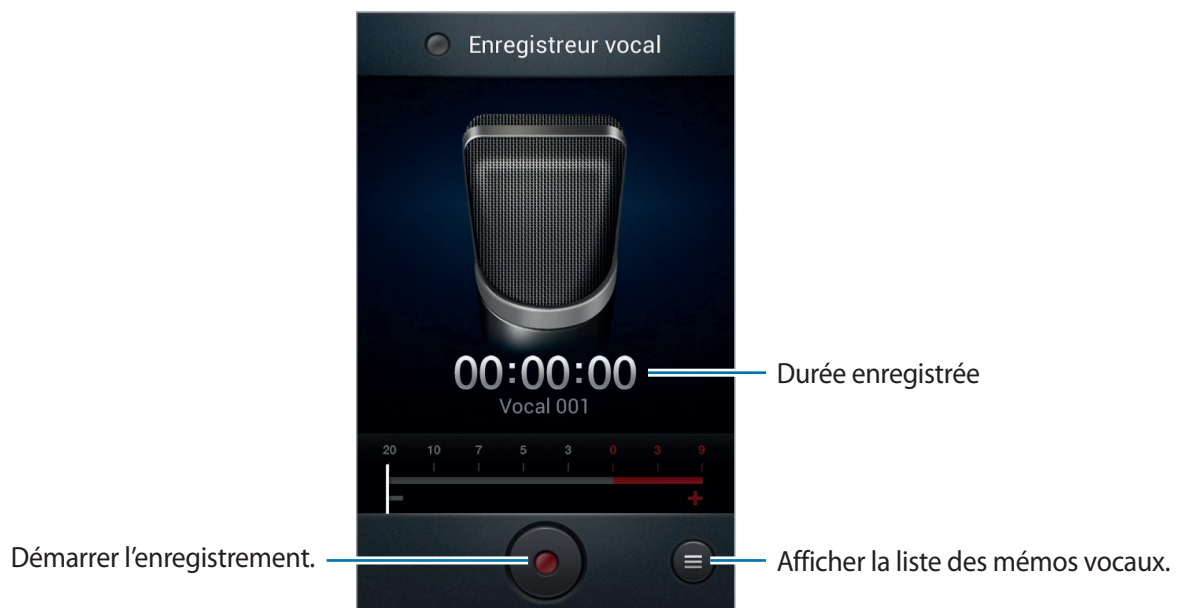 Enregistreur vocal
00:00:00
Durée enregistrée
Vocal 001
20 10 7 5 3 0 3 9
- +
Démarrer l'enregistrement.
Afficher la liste des mémos vocaux.